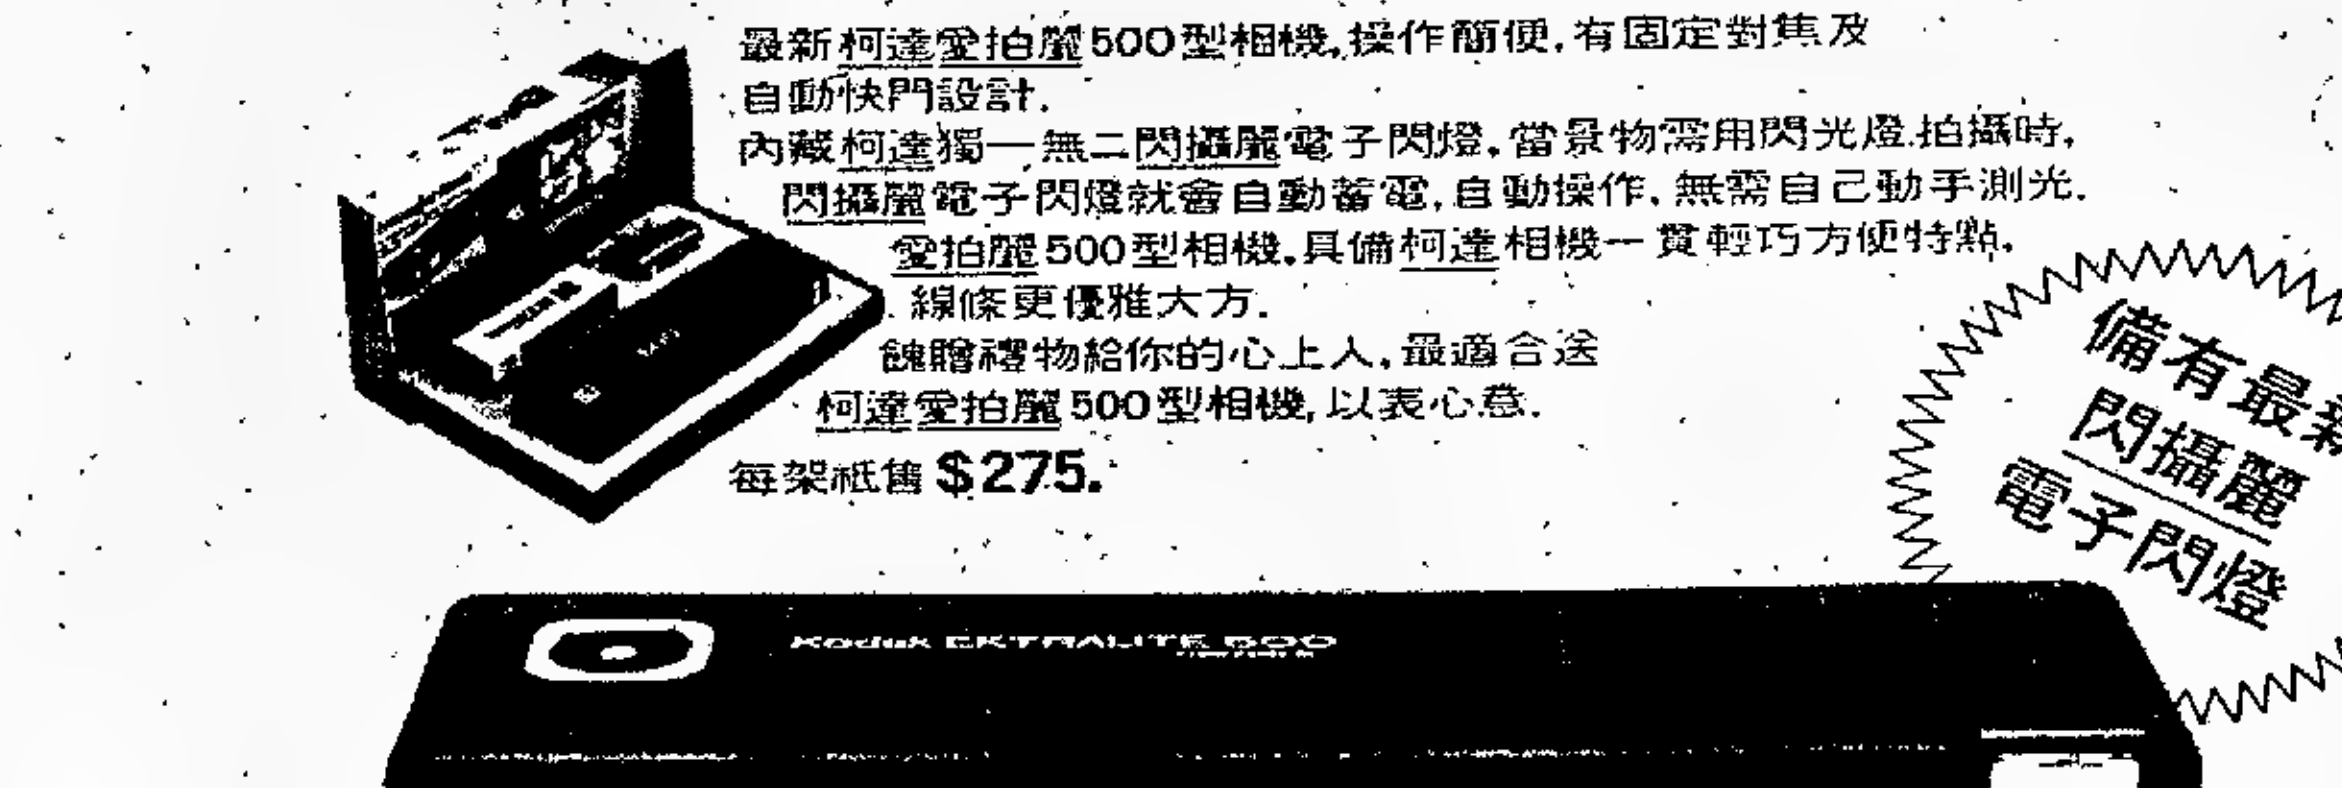 最新柯達愛拍麗500型相機,操作簡便,有固定對焦及
自動快門設計.
內藏柯達獨一無二閃攝麗電子閃燈,當景物需用閃光燈拍攝時,
閃攝麗電子閃燈就會自動蓄電,自動操作,無需自己動手測光.
愛拍麗500型相機,具備柯達相機一貫輕巧方便特點,
線條更優雅大方.
餽贈禮物給你的心上人,最適合送
柯達愛拍麗500型相機,以表心意.
每架祇售$275.
備有最新
閃攝麗
電子閃燈
Kodak EKTRALITE 500